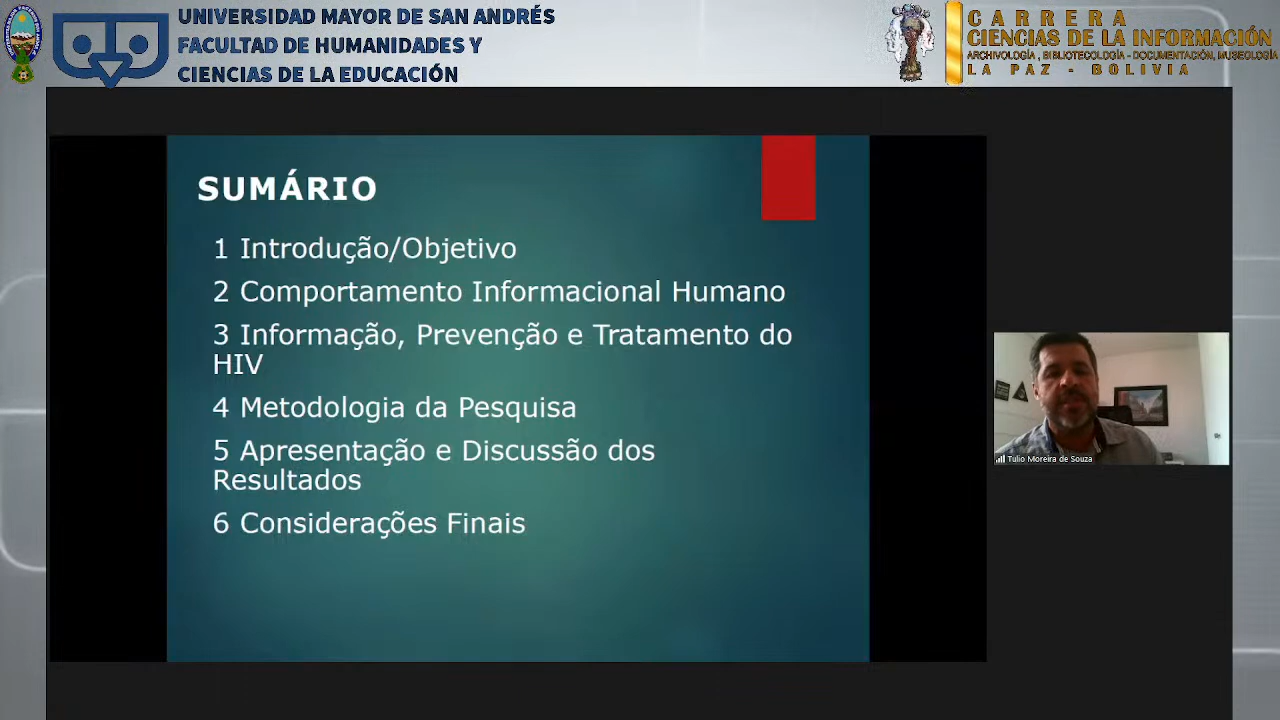 UNIVERSIDAD MAYOR DE SAN ANDRÉS
FACULTAD DE HUMANIDADES Y
CIENCIAS DE LA EDUCACIÓN
CARRERA
CIENCIAS DE LA INFORMACIÓN
ARCHIVOLOGÍA , BIBLIOTECOLOGÍA - DOCUMENTACIÓN, MUSEOLOGÍA
LA PAZ - BOLIVIA
SUMÁRIO
1 Introdução/Objetivo
2 Comportamento Informacional Humano
3 Informação, Prevenção e Tratamento do
HIV
4 Metodologia da Pesquisa
5 Apresentação e Discussão dos
Resultados
6 Considerações Finais
Tulio Moreira de Souza